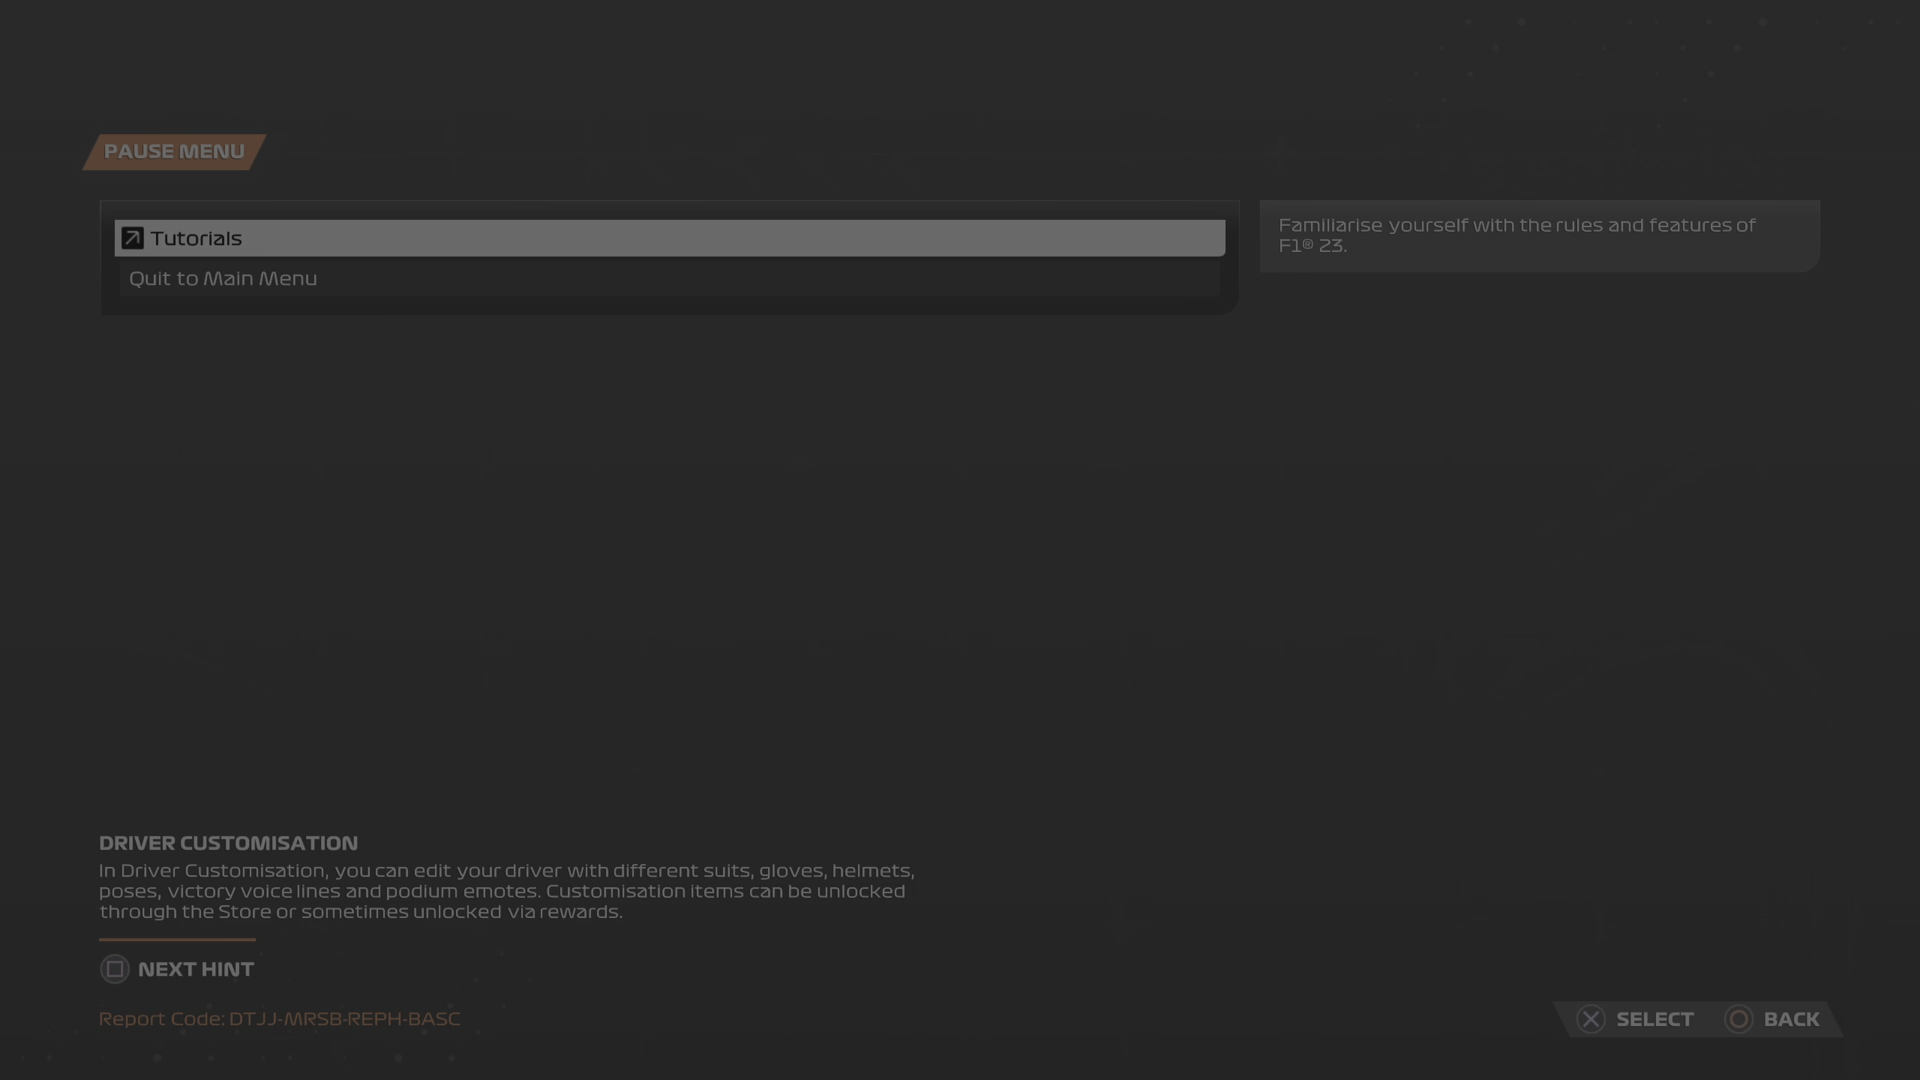 PAUSE MENU
Tutorials
Quit to Main Menu
Familiarise yourself with the rules and features of
F1® 23.
DRIVER CUSTOMISATION
In Driver Customisation, you can edit your driver with different suits, gloves, helmets,
poses, victory voice lines and podium emotes. Customisation items can be unlocked
through the Store or sometimes unlocked via rewards.
NEXT HINT
Report Code: DTJJ-MRSB-REPH-BASC
SELECT BACK